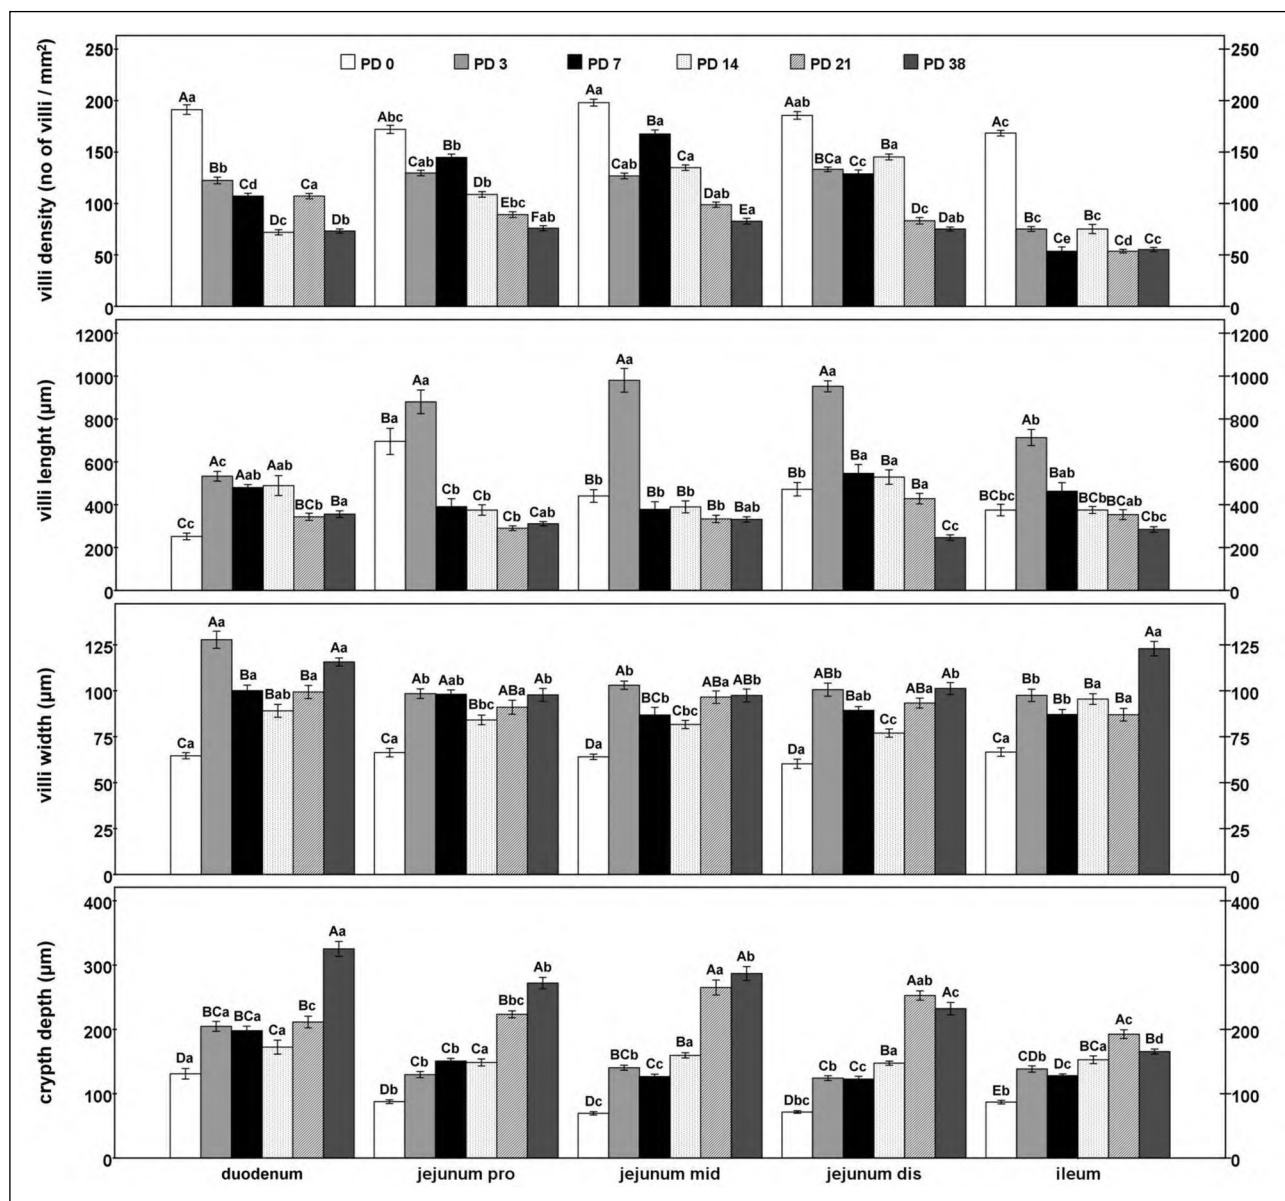 villi density (no of villi / mm²)
250
200
150
100
50
0
PD 0 PD 3 PD 7 PD 14 PD 21 PD 38
Aa Bb Cd Dc Ca Db
Abc Cab Bb Db Ebc Fab
Aa Cab Ba Ca Dab Ea
Aab BCa Cc Ba Dc Dab
Ac Bc Ce Bc Cd Cc
250
200
150
100
50
0
villi lenght (µm)
1200
1000
800
600
400
200
0
Cc Ac Aab Aab BCb Ba
Ba Aa Cb Cb Cb Cab
Bb Aa Bb Bb Bb Bab
Bb Aa Ba Ba Ba Cc
BCbc Ab Bab BCb BCab Cbc
1200
1000
800
600
400
200
0
villi width (µm)
125
100
75
50
25
0
Ca Aa Ba Bab Ba Aa
Ca Ab Aab Bbc ABa Ab
Da Ab BCb Cbc ABa ABb
Da ABb Bab Cc ABa Ab
Ca Bb Bb Ba Ba Aa
125
100
75
50
25
0
crypth depth (µm)
400
300
200
100
0
Da BCa BCa Ca Bc Aa
Db Cb Cb Ca Bbc Ab
Dc BCb Cc Ba Aa Ab
Dbc Cb Cc Ba Aab Ac
Eb CDb Dc BCa Ac Bd
400
300
200
100
0
duodenum jejunum pro jejunum mid jejunum dis ileum